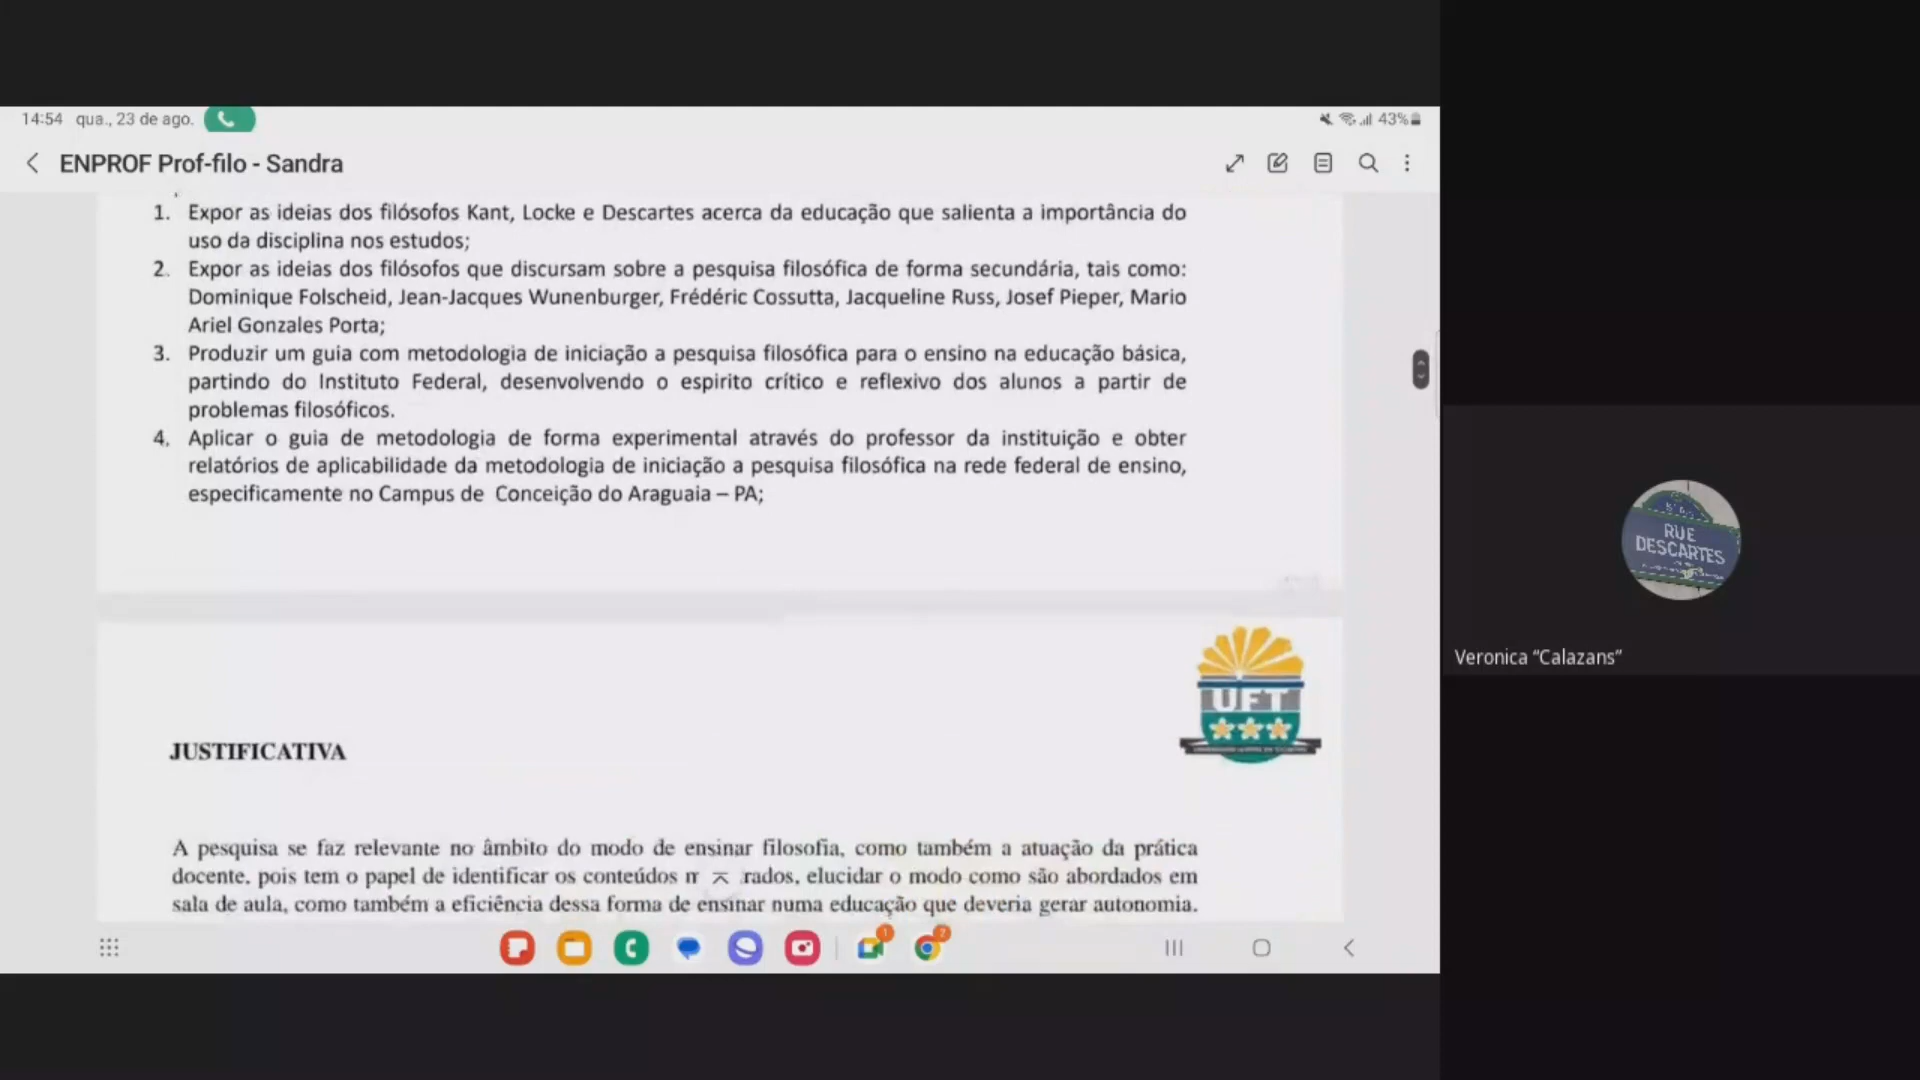 14:54 qua., 23 de ago.
43%
ENPROF Prof-filo - Sandra
1. Expor as ideias dos filósofos Kant, Locke e Descartes acerca da educação que salienta a importância do
uso da disciplina nos estudos;
2. Expor as ideias dos filósofos que discursam sobre a pesquisa filosófica de forma secundária, tais como:
Dominique Folscheid, Jean-Jacques Wunenburger, Frédéric Cossutta, Jacqueline Russ, Josef Pieper, Mario
Ariel Gonzales Porta;
3. Produzir um guia com metodologia de iniciação a pesquisa filosófica para o ensino na educação básica,
partindo do Instituto Federal, desenvolvendo o espirito crítico e reflexivo dos alunos a partir de
problemas filosóficos.
4. Aplicar o guia de metodologia de forma experimental através do professor da instituição e obter
relatórios de aplicabilidade da metodologia de iniciação a pesquisa filosófica na rede federal de ensino,
especificamente no Campus de Conceição do Araguaia – PA;
UFT
JUSTIFICATIVA
A pesquisa se faz relevante no âmbito do modo de ensinar filosofia, como também a atuação da prática
docente, pois tem o papel de identificar os conteúdos rados, elucidar o modo como são abordados em
sala de aula, como também a eficiência dessa forma de ensinar numa educação que deveria gerar autonomia.
1
7
RUE
DESCARTES
Veronica “Calazans”